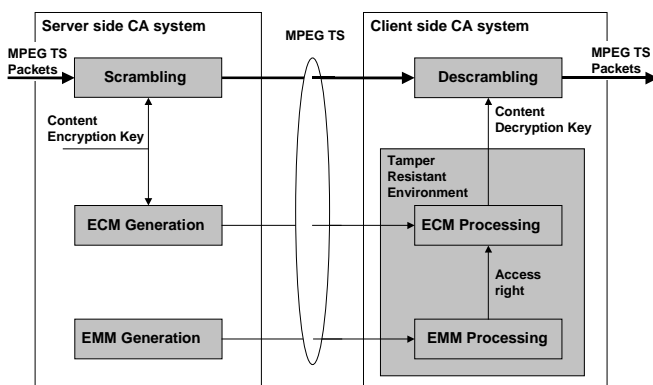 Server side CA system
MPEG TS
Client side CA system
MPEG TS
Packets
Scrambling
Descrambling
MPEG TS
Packets
Content
Encryption Key
Content
Decryption Key
Tamper
Resistant
Environment
ECM Generation
ECM Processing
Access
right
EMM Generation
EMM Processing